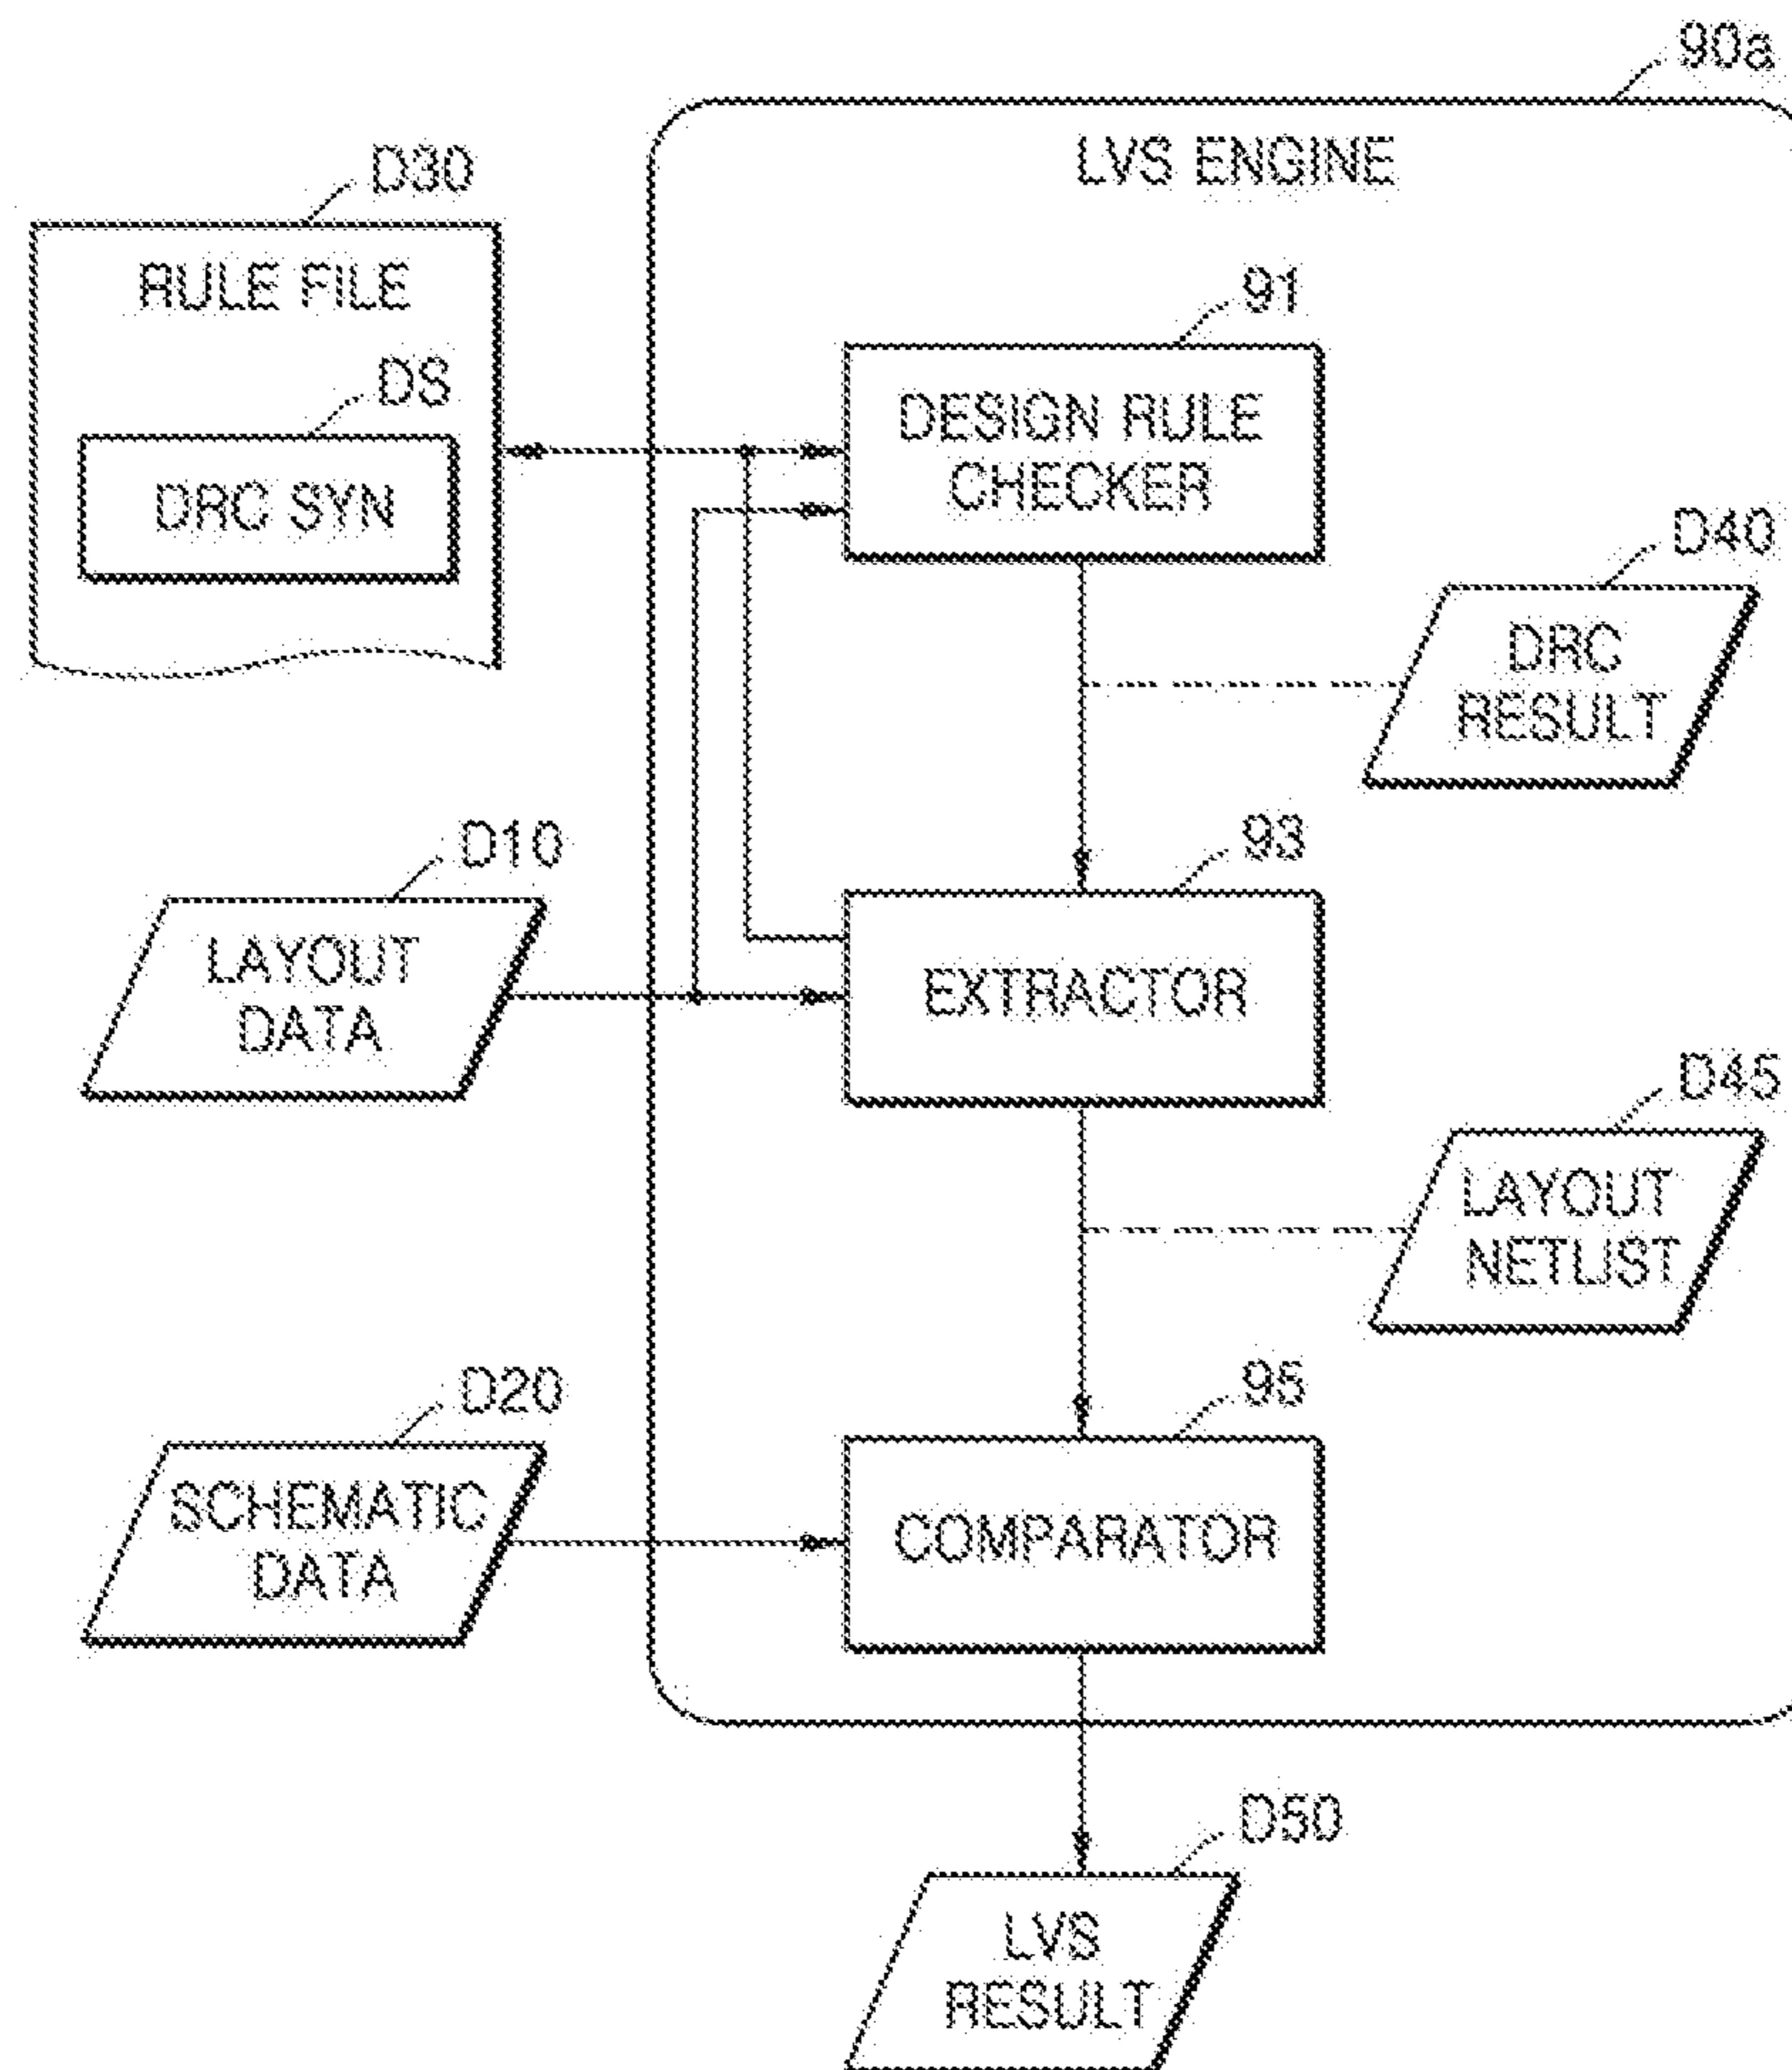 90a
LVS ENGINE
D30
RULE FILE
DS
DRC SYN
91
DESIGN RULE
CHECKER
D40
DRC
RESULT
D10
LAYOUT
DATA
93
EXTRACTOR
D45
LAYOUT
NETLIST
D20
SCHEMATIC
DATA
95
COMPARATOR
D50
LVS
RESULT